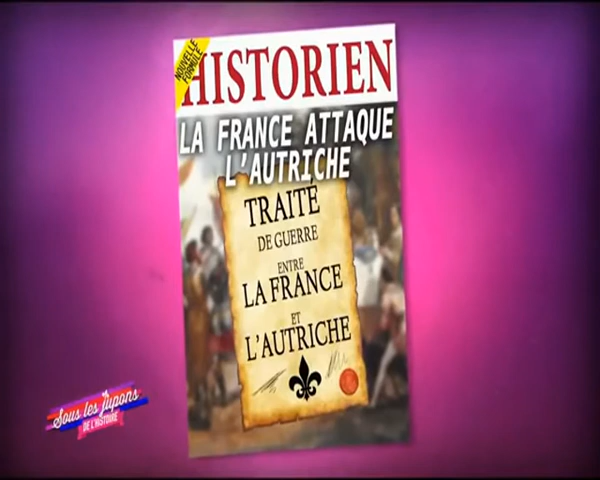 NOUVELLE
FORMULE
HISTORIEN
LA FRANCE ATTAQUE
L'AUTRICHE
TRAITÉ
DE GUERRE
ENTRE
LA FRANCE
ET
L'AUTRICHE
Sous les jupons
DE L'HISTOIRE